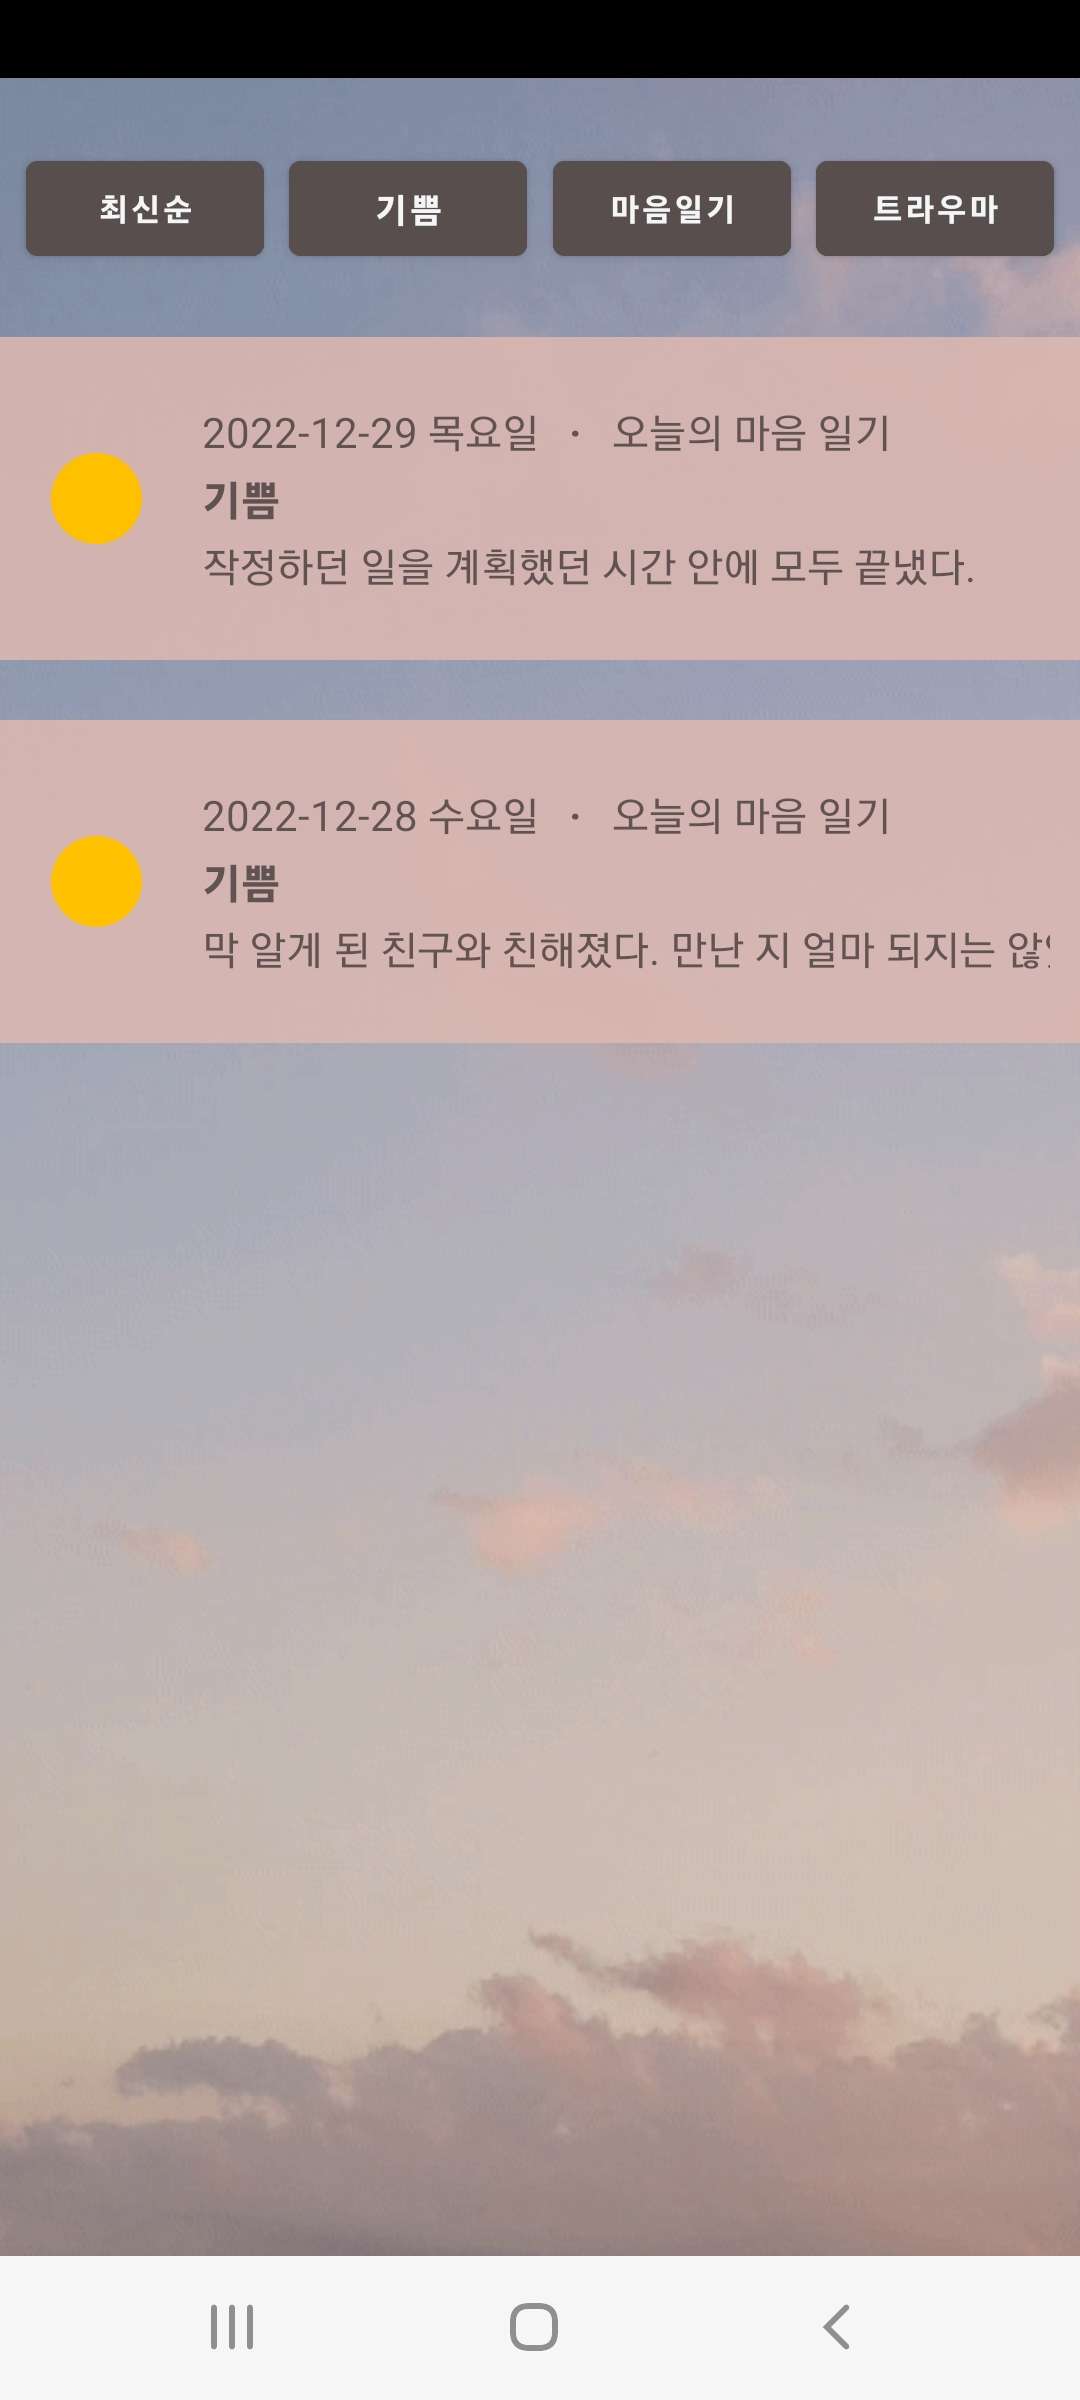 최신순 기쁨 마음일기 트라우마
2022-12-29 목요일 · 오늘의 마음 일기
기쁨
작정하던 일을 계획했던 시간 안에 모두 끝냈다.
2022-12-28 수요일 · 오늘의 마음 일기
기쁨
막 알게 된 친구와 친해졌다. 만난 지 얼마 되지는